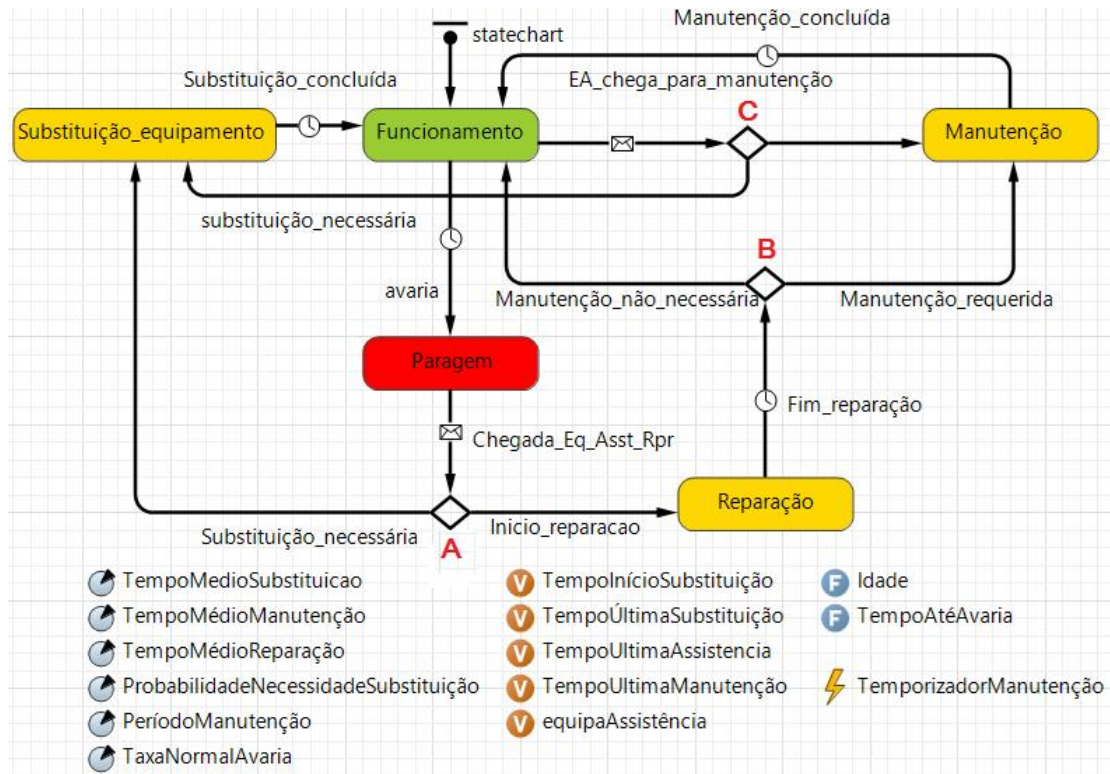 Manutenção_concluída
statechart
Substituição_concluída
EA_chega_para_manutenção
C
Substituição_equipamento
Funcionamento
Manutenção
substituição_necessária
B
avaria
Manutenção_não_necessária
Manutenção_requerida
Paragem
Fim_reparação
Chegada_Eq_Asst_Rpr
Reparação
Substituição_necessária
Inicio_reparacao
A
TempoMedioSubstituicao
TempoMédioManutenção
TempoMédioReparação
ProbabilidadeNecessidadeSubstituição
PeríodoManutenção
TaxaNormalAvaria
V TempoInícioSubstituição
V TempoÚltimaSubstituição
V TempoUltimaAssistencia
V TempoUltimaManutenção
V equipaAssistência
F Idade
F TempoAtéAvaria
TemporizadorManutenção